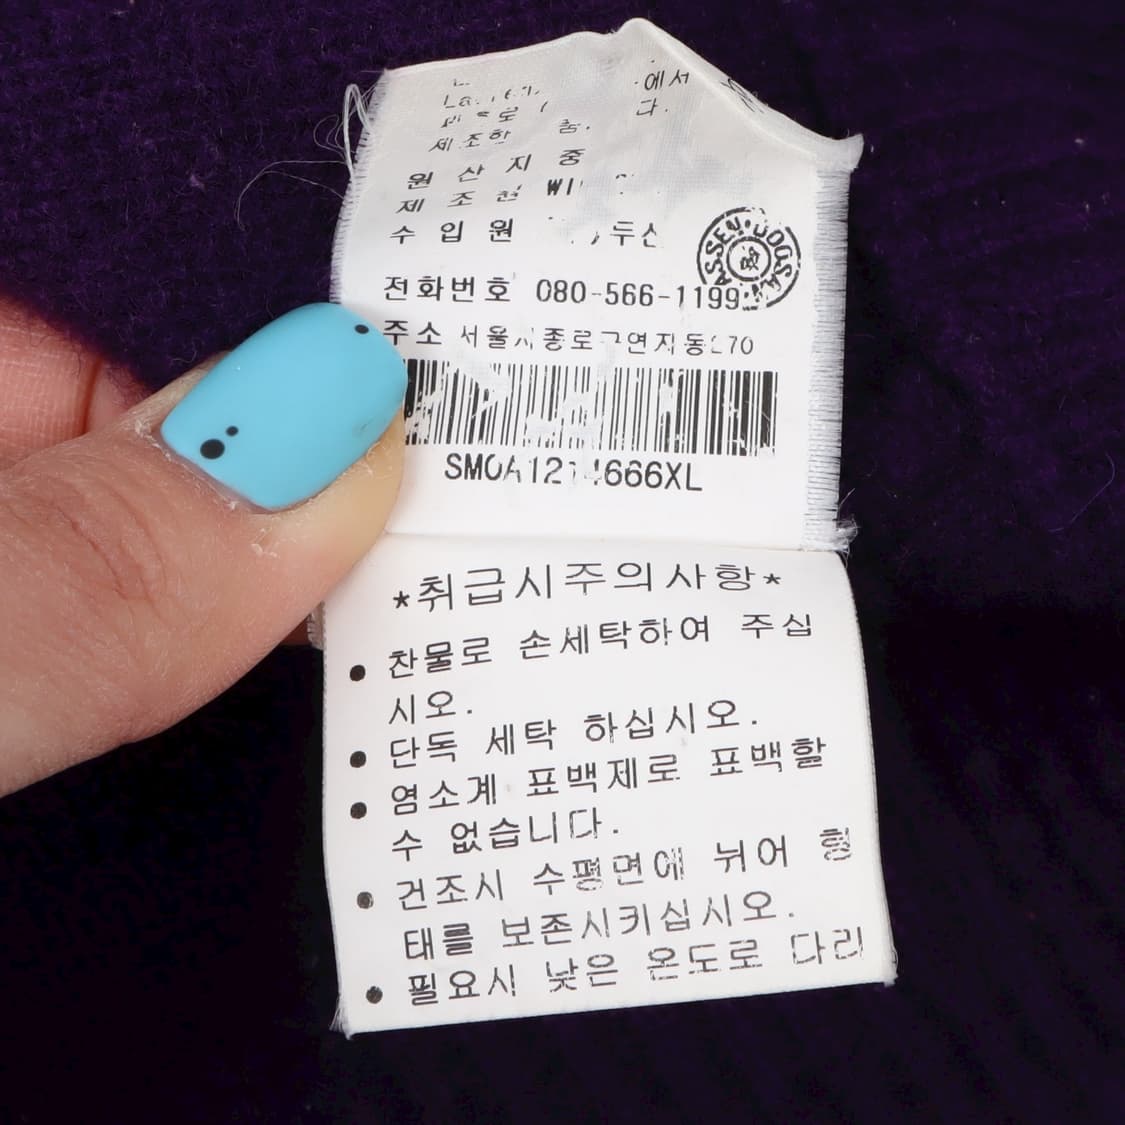 에서
다.
제조
원산지 중
제조원
수입원 두산
전화번호 080-566-1199
주소 서울시종로구연지동270
666XL
*취급시주의사항*
● 찬물로 손세탁하여 주십
시오.
● 단독 세탁 하십시오.
● 염소계 표백제로 표백할
수 없습니다.
● 건조시 수평면에 뉘어 형
태를 보존시키십시오.
● 필요시 낮은 온도로 다리